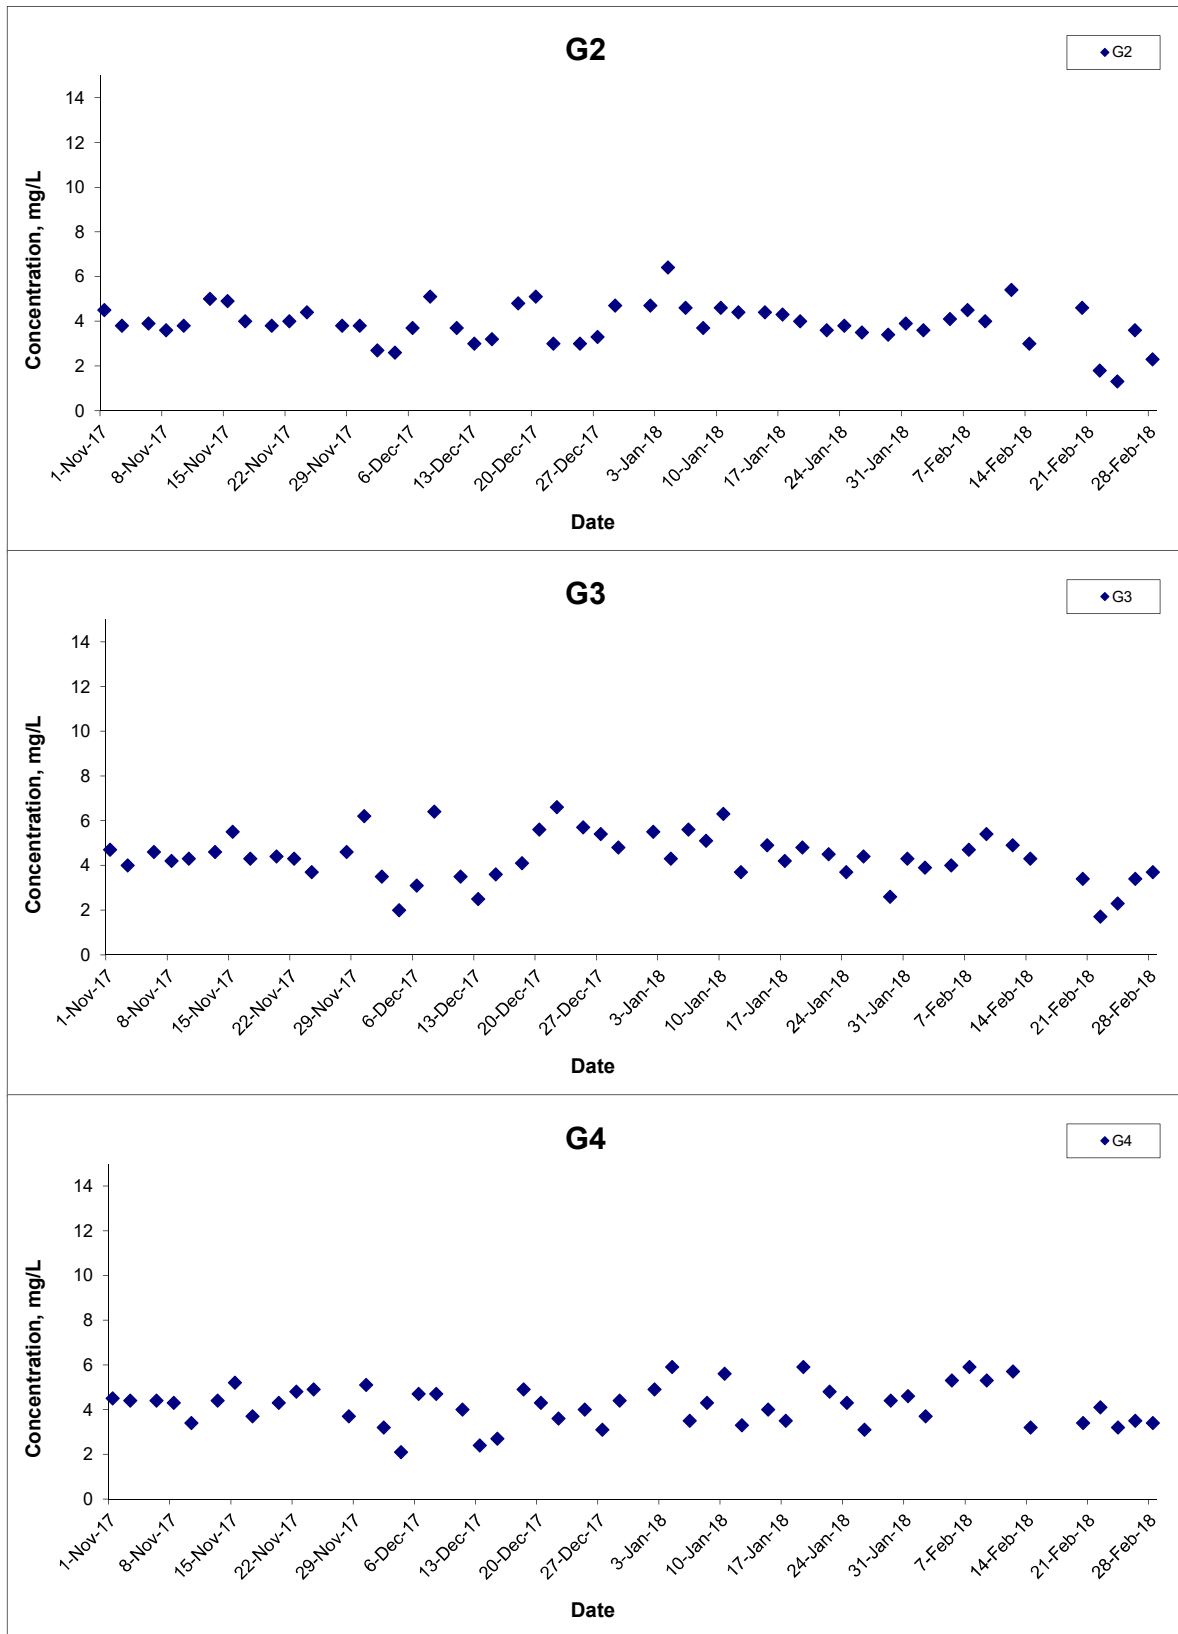 G2
G2
14
12
10
8
6
4
2
0
Concentration, mg/L
1-Nov-17
8-Nov-17
15-Nov-17
22-Nov-17
29-Nov-17
6-Dec-17
13-Dec-17
20-Dec-17
27-Dec-17
3-Jan-18
10-Jan-18
17-Jan-18
24-Jan-18
31-Jan-18
7-Feb-18
14-Feb-18
21-Feb-18
28-Feb-18
Date
G3
G3
14
12
10
8
6
4
2
0
Concentration, mg/L
1-Nov-17
8-Nov-17
15-Nov-17
22-Nov-17
29-Nov-17
6-Dec-17
13-Dec-17
20-Dec-17
27-Dec-17
3-Jan-18
10-Jan-18
17-Jan-18
24-Jan-18
31-Jan-18
7-Feb-18
14-Feb-18
21-Feb-18
28-Feb-18
Date
G4
G4
14
12
10
8
6
4
2
0
Concentration, mg/L
1-Nov-17
8-Nov-17
15-Nov-17
22-Nov-17
29-Nov-17
6-Dec-17
13-Dec-17
20-Dec-17
27-Dec-17
3-Jan-18
10-Jan-18
17-Jan-18
24-Jan-18
31-Jan-18
7-Feb-18
14-Feb-18
21-Feb-18
28-Feb-18
Date